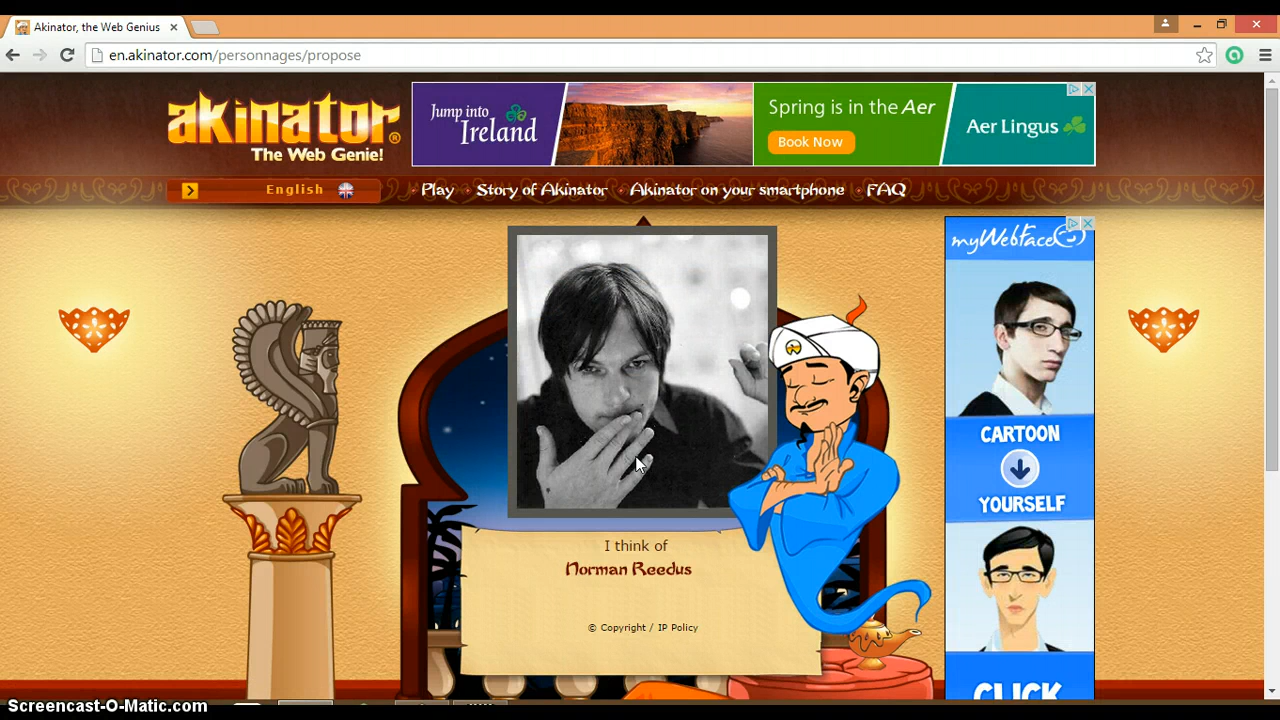 Akinator, the Web Genius
en.akinator.com/personnages/propose
akinator®
The Web Genie!
Jump into
Ireland
Spring is in the Aer
Book Now
Aer Lingus
English
Play
Story of Akinator
Akinator on your smartphone
FAQ
myWebFace
CARTOON
YOURSELF
CLICK
I think of
Norman Reedus
© Copyright / IP Policy
Screencast-O-Matic.com